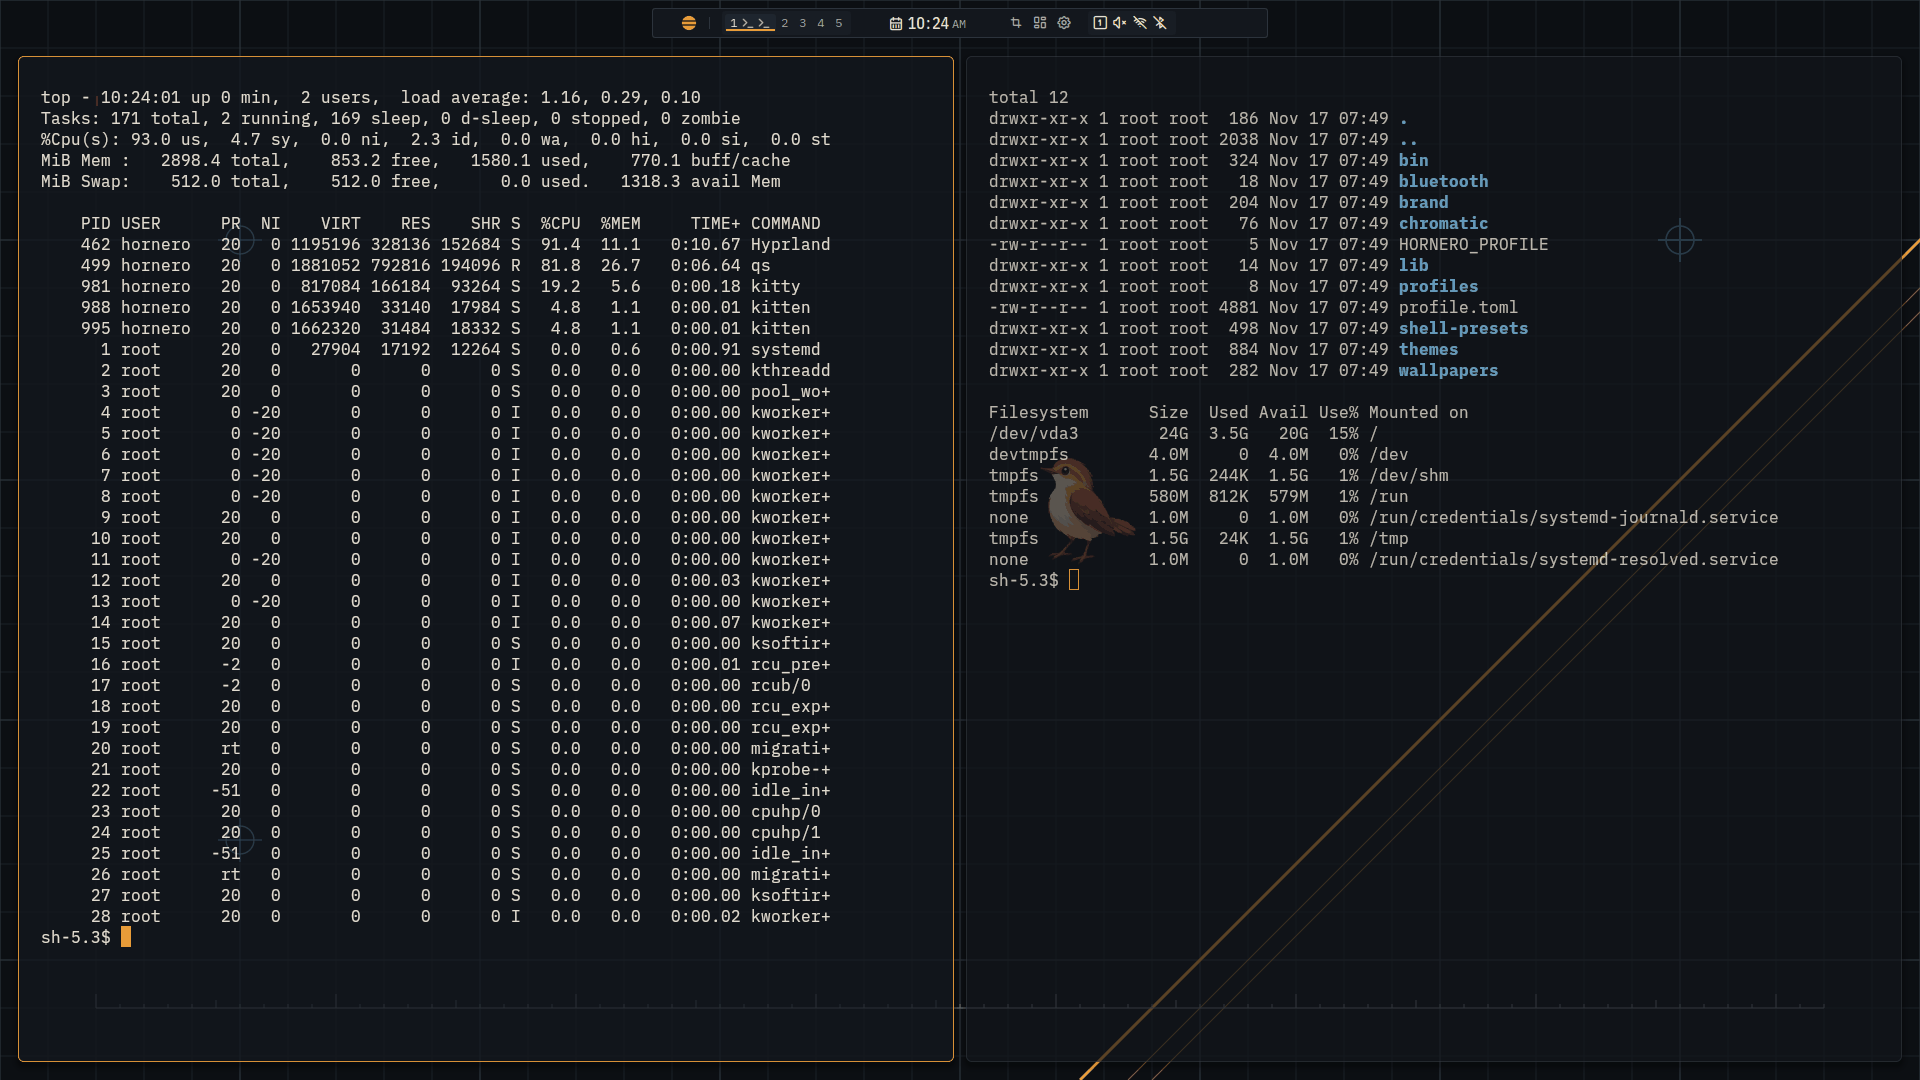 1 2 3 4 5 10:24 AM 1
top - 10:24:01 up 0 min,  2 users,  load average: 1.16, 0.29, 0.10
Tasks: 171 total, 2 running, 169 sleep, 0 d-sleep, 0 stopped, 0 zombie
%Cpu(s): 93.0 us,  4.7 sy,  0.0 ni,  2.3 id,  0.0 wa,  0.0 hi,  0.0 si,  0.0 st
MiB Mem :   2898.4 total,    853.2 free,   1580.1 used,    770.1 buff/cache
MiB Swap:    512.0 total,    512.0 free,      0.0 used.   1318.3 avail Mem
PID USER      PR  NI    VIRT    RES    SHR S  %CPU  %MEM     TIME+ COMMAND
462 hornero   20   0 1195196 328136 152684 S  91.4  11.1   0:10.67 Hyprland
499 hornero   20   0 1881052 792816 194096 R  81.8  26.7   0:06.64 qs
981 hornero   20   0  817084 166184  93264 S  19.2   5.6   0:00.18 kitty
988 hornero   20   0 1653940  33140  17984 S   4.8   1.1   0:00.01 kitten
995 hornero   20   0 1662320  31484  18332 S   4.8   1.1   0:00.01 kitten
1 root      20   0   27904  17192  12264 S   0.0   0.6   0:00.91 systemd
2 root      20   0       0      0      0 S   0.0   0.0   0:00.00 kthreadd
3 root      20   0       0      0      0 S   0.0   0.0   0:00.00 pool_wo+
4 root       0 -20       0      0      0 I   0.0   0.0   0:00.00 kworker+
5 root       0 -20       0      0      0 I   0.0   0.0   0:00.00 kworker+
6 root       0 -20       0      0      0 I   0.0   0.0   0:00.00 kworker+
7 root       0 -20       0      0      0 I   0.0   0.0   0:00.00 kworker+
8 root       0 -20       0      0      0 I   0.0   0.0   0:00.00 kworker+
9 root      20   0       0      0      0 I   0.0   0.0   0:00.00 kworker+
10 root      20   0       0      0      0 I   0.0   0.0   0:00.00 kworker+
11 root       0 -20       0      0      0 I   0.0   0.0   0:00.00 kworker+
12 root      20   0       0      0      0 I   0.0   0.0   0:00.03 kworker+
13 root       0 -20       0      0      0 I   0.0   0.0   0:00.00 kworker+
14 root      20   0       0      0      0 I   0.0   0.0   0:00.07 kworker+
15 root      20   0       0      0      0 S   0.0   0.0   0:00.00 ksoftir+
16 root      -2   0       0      0      0 I   0.0   0.0   0:00.01 rcu_pre+
17 root      -2   0       0      0      0 S   0.0   0.0   0:00.00 rcub/0
18 root      20   0       0      0      0 S   0.0   0.0   0:00.00 rcu_exp+
19 root      20   0       0      0      0 S   0.0   0.0   0:00.00 rcu_exp+
20 root      rt   0       0      0      0 S   0.0   0.0   0:00.00 migrati+
21 root      20   0       0      0      0 S   0.0   0.0   0:00.00 kprobe-+
22 root     -51   0       0      0      0 S   0.0   0.0   0:00.00 idle_in+
23 root      20   0       0      0      0 S   0.0   0.0   0:00.00 cpuhp/0
24 root      20   0       0      0      0 S   0.0   0.0   0:00.00 cpuhp/1
25 root     -51   0       0      0      0 S   0.0   0.0   0:00.00 idle_in+
26 root      rt   0       0      0      0 S   0.0   0.0   0:00.00 migrati+
27 root      20   0       0      0      0 S   0.0   0.0   0:00.00 ksoftir+
28 root      20   0       0      0      0 I   0.0   0.0   0:00.02 kworker+
sh-5.3$
total 12
drwxr-xr-x 1 root root  186 Nov 17 07:49 .
drwxr-xr-x 1 root root 2038 Nov 17 07:49 ..
drwxr-xr-x 1 root root  324 Nov 17 07:49 bin
drwxr-xr-x 1 root root   18 Nov 17 07:49 bluetooth
drwxr-xr-x 1 root root  204 Nov 17 07:49 brand
drwxr-xr-x 1 root root   76 Nov 17 07:49 chromatic
-rw-r--r-- 1 root root    5 Nov 17 07:49 HORNERO_PROFILE
drwxr-xr-x 1 root root   14 Nov 17 07:49 lib
drwxr-xr-x 1 root root    8 Nov 17 07:49 profiles
-rw-r--r-- 1 root root 4881 Nov 17 07:49 profile.toml
drwxr-xr-x 1 root root  498 Nov 17 07:49 shell-presets
drwxr-xr-x 1 root root  884 Nov 17 07:49 themes
drwxr-xr-x 1 root root  282 Nov 17 07:49 wallpapers
Filesystem      Size  Used Avail Use% Mounted on
/dev/vda3        24G  3.5G   20G  15% /
devtmpfs        4.0M     0  4.0M   0% /dev
tmpfs           1.5G  244K  1.5G   1% /dev/shm
tmpfs           580M  812K  579M   1% /run
none            1.0M     0  1.0M   0% /run/credentials/systemd-journald.service
tmpfs           1.5G   24K  1.5G   1% /tmp
none            1.0M     0  1.0M   0% /run/credentials/systemd-resolved.service
sh-5.3$